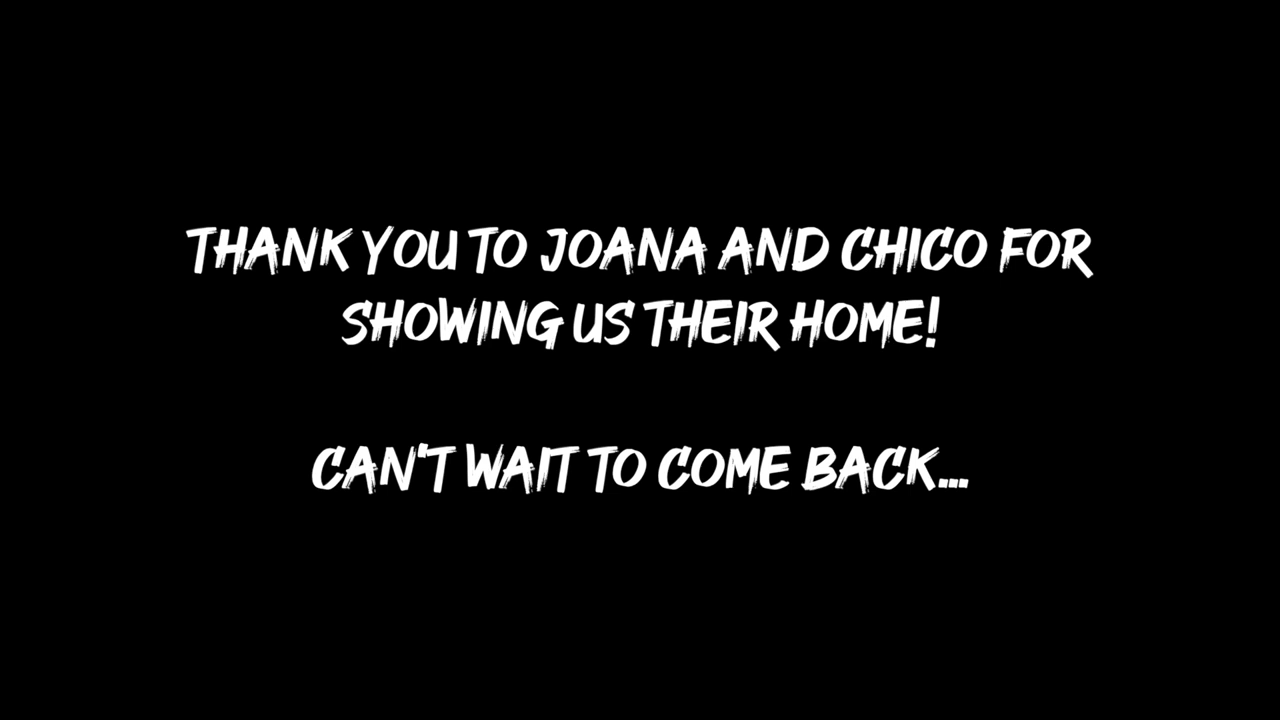 THANK YOU TO JOANA AND CHICO FOR
SHOWING US THEIR HOME!
CAN'T WAIT TO COME BACK...